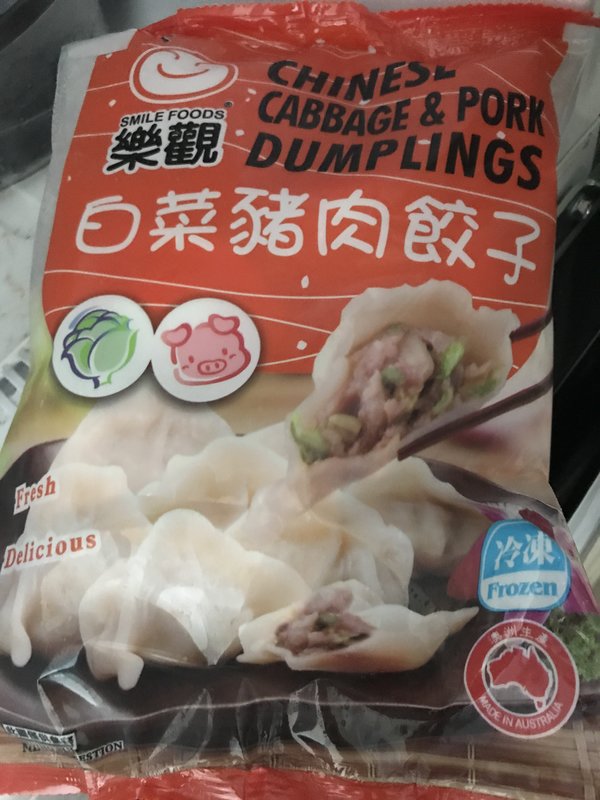 SMILE FOODS®
樂觀
CHINESE
CABBAGE & PORK
DUMPLINGS
白菜豬肉餃子
Fresh
Delicious
冷凍
Frozen
澳洲生產
MADE IN AUSTRALIA